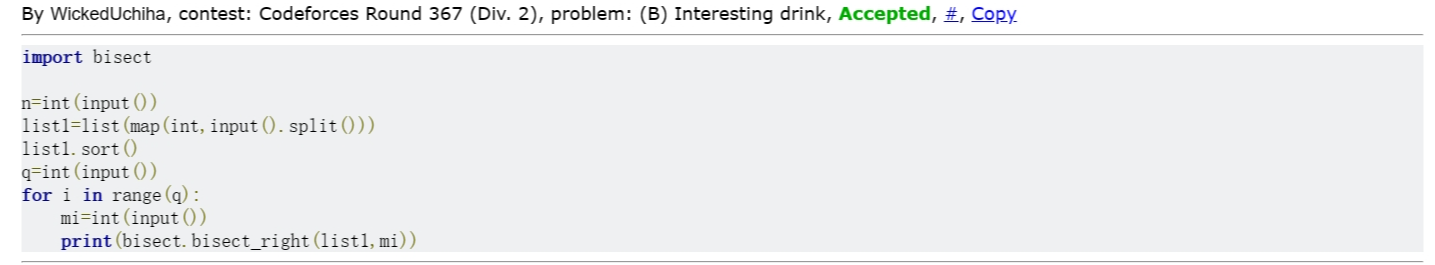 By WickedUchiha, contest: Codeforces Round 367 (Div. 2), problem: (B) Interesting drink, Accepted, #, Copy
import bisect
n=int(input())
list1=list(map(int,input().split()))
list1.sort()
q=int(input())
for i in range(q):
    mi=int(input())
    print(bisect.bisect_right(list1,mi))